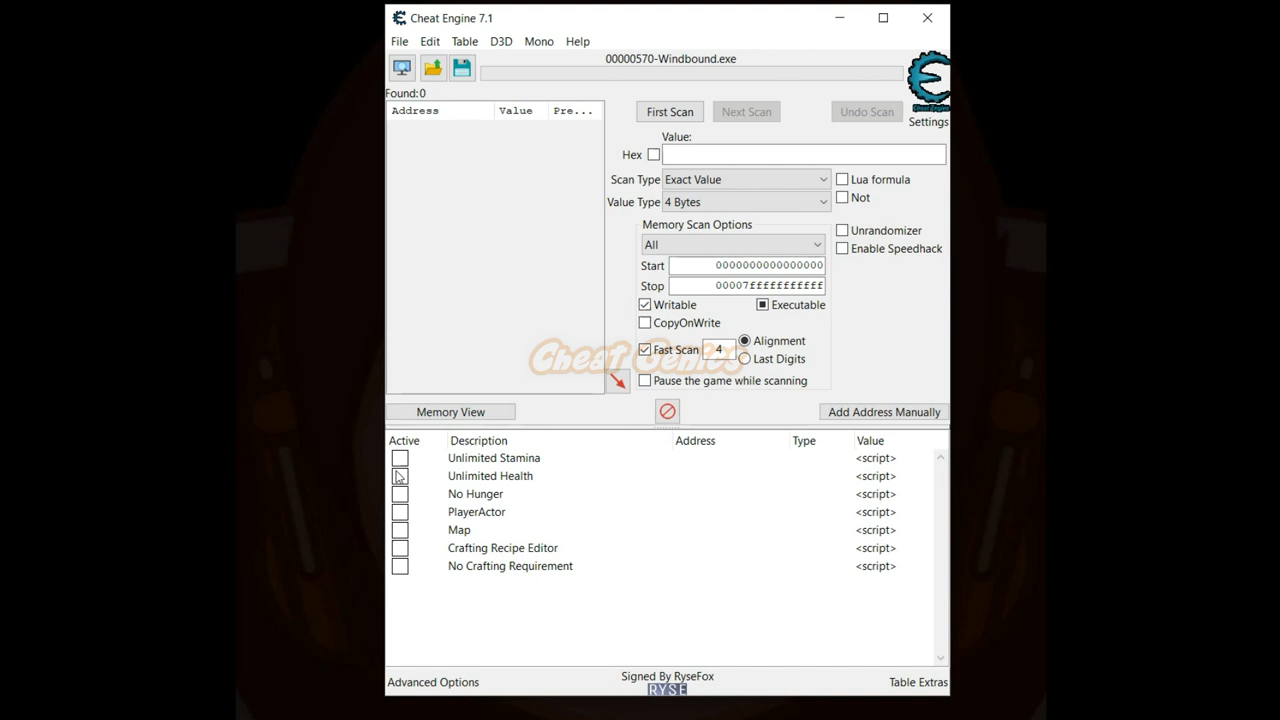 Cheat Engine 7.1
File Edit Table D3D Mono Help
00000570-Windbound.exe
Found:0
Address Value Pre...
First Scan Next Scan Undo Scan
Cheat Engine
Settings
Value:
Hex
Scan Type Exact Value Lua formula
Value Type 4 Bytes Not
Memory Scan Options
All
Unrandomizer
Enable Speedhack
Start 0000000000000000
Stop 00007fffffffffff
Writable Executable
CopyOnWrite
Fast Scan 4 Alignment
Last Digits
Cheat Genies
Pause the game while scanning
Memory View Add Address Manually
Active Description Address Type Value
Unlimited Stamina <script>
Unlimited Health <script>
No Hunger <script>
PlayerActor <script>
Map <script>
Crafting Recipe Editor <script>
No Crafting Requirement <script>
Advanced Options Signed By RyseFox Table Extras
RYSE